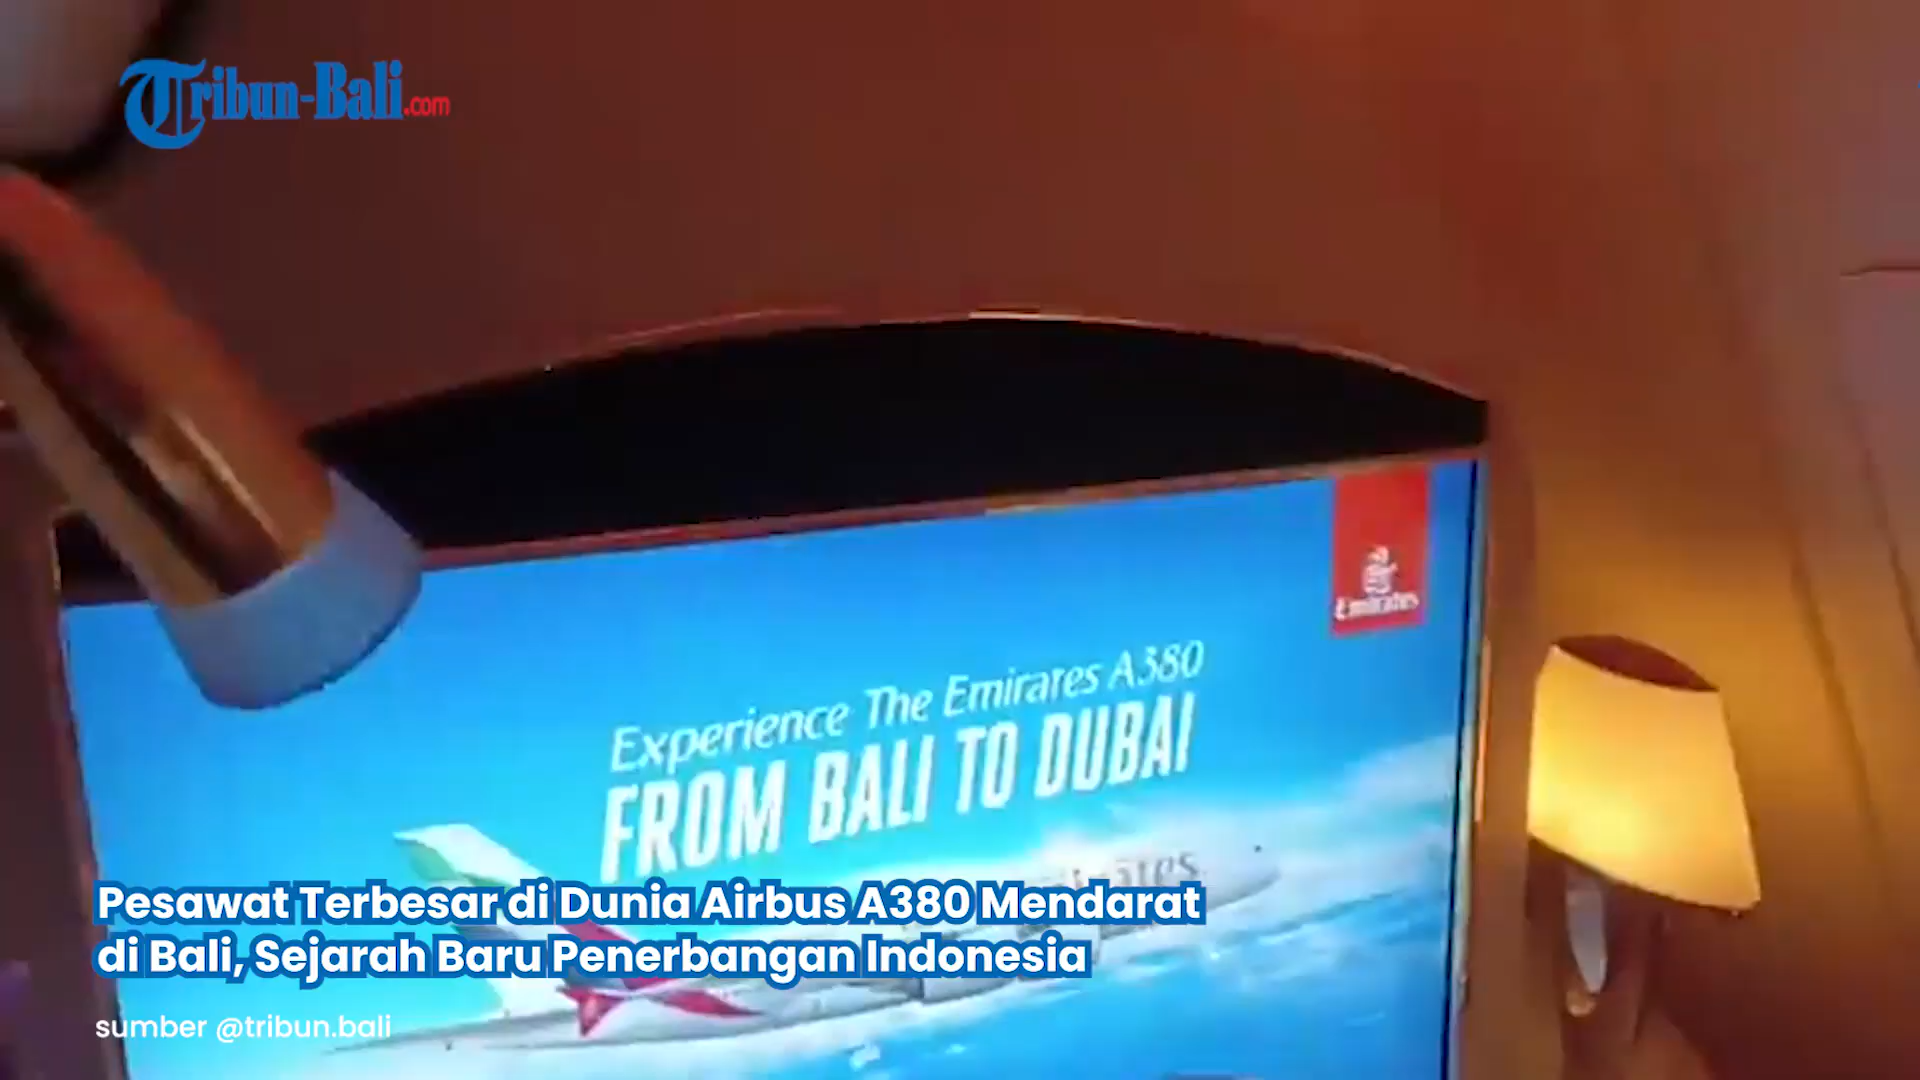 Tribun-Bali.com
Emirates
Experience The Emirates A380
FROM BALI TO DUBAI
Pesawat Terbesar di Dunia Airbus A380 Mendarat
di Bali, Sejarah Baru Penerbangan Indonesia
sumber @tribun.bali